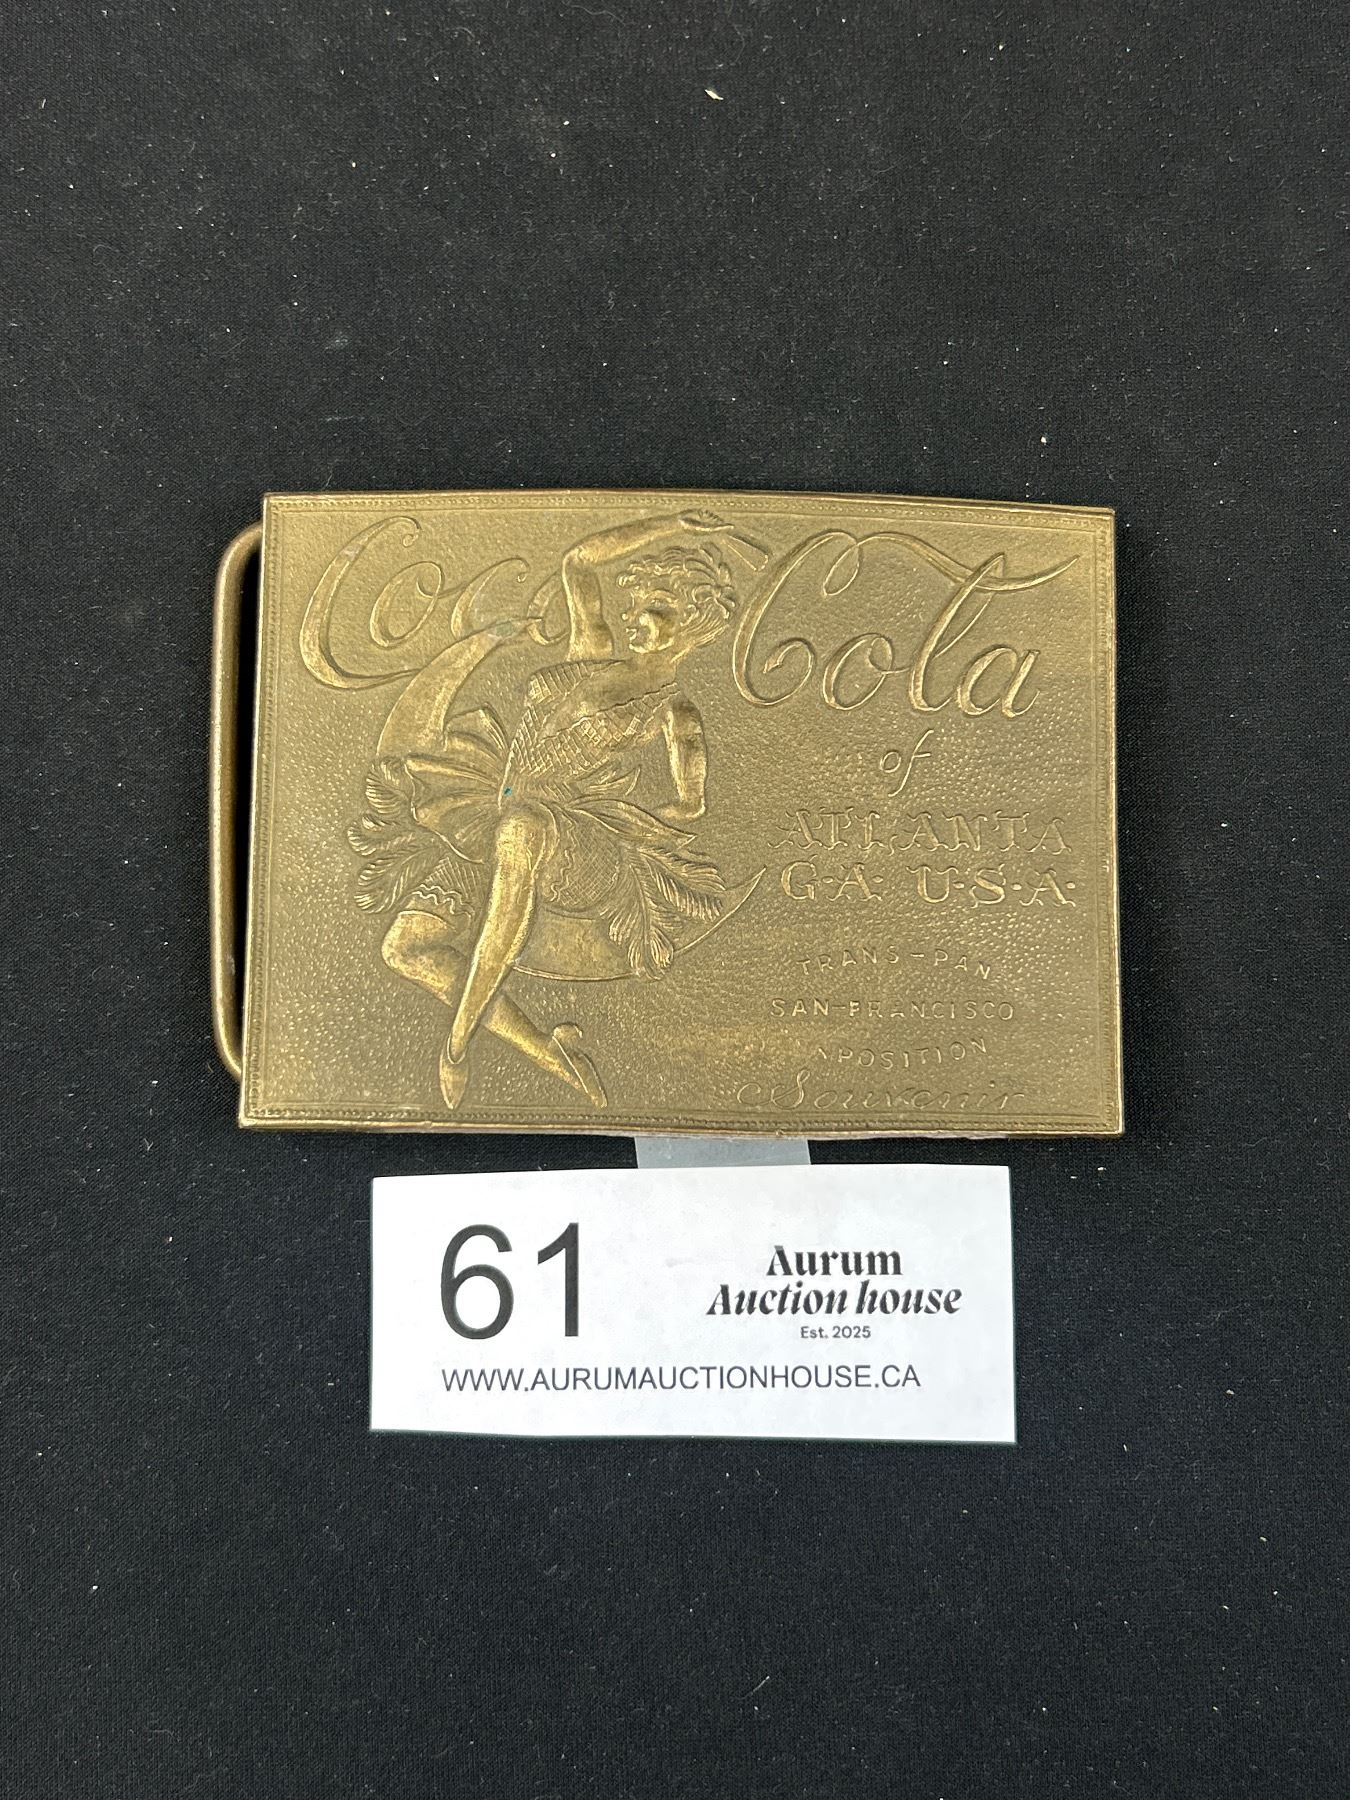 Coca Cola
of
ATLANTA
G·A· U·S·A·
TRANS-PAN
SAN-FRANCISCO
XPOSITION
Souvenir
61
Aurum
Auction house
Est. 2025
WWW.AURUMAUCTIONHOUSE.CA